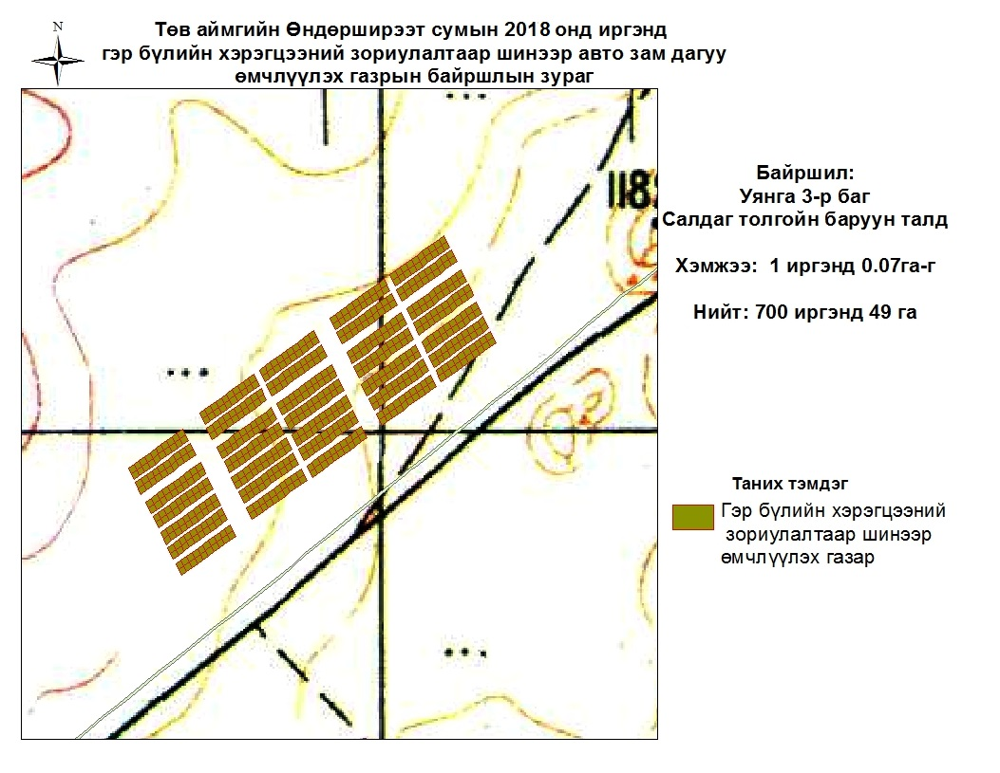 N
Төв аймгийн Өндөрширээт сумын 2018 онд иргэнд
гэр бүлийн хэрэгцээний зориулалтаар шинээр авто зам дагуу
өмчлүүлэх газрын байршлын зураг
118
Байршил:
Уянга 3-р баг
Салдаг толгойн баруун талд
Хэмжээ: 1 иргэнд 0.07га-г
Нийт: 700 иргэнд 49 га
Таних тэмдэг
Гэр бүлийн хэрэгцээний
зориулалтаар шинээр
өмчлүүлэх газар